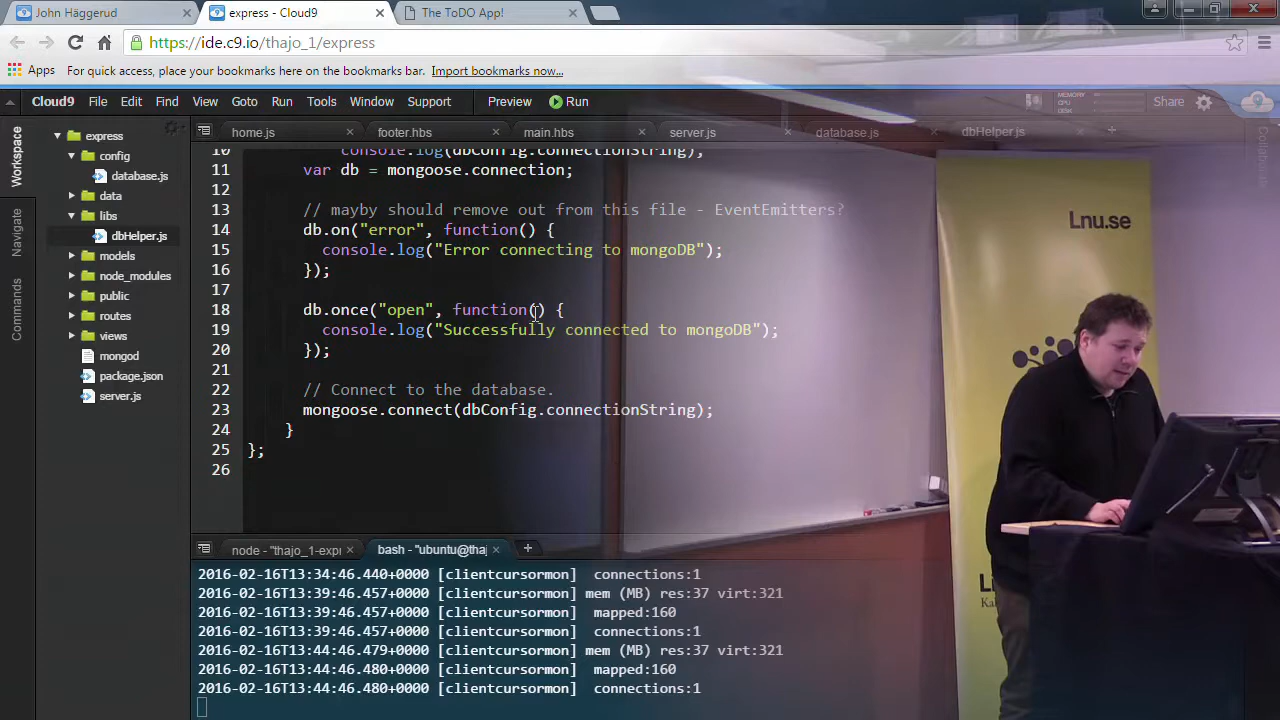 John Häggerud
express - Cloud9
The ToDO App!
https://ide.c9.io/thajo_1/express
Apps
For quick access, place your bookmarks here on the bookmarks bar. Import bookmarks now...
Cloud9 File Edit Find View Goto Run Tools Window Support Preview Run
MEMORY
CPU
DISK
Share
Workspace
Navigate
Commands
Collaborate
express
config
database.js
data
libs
dbHelper.js
models
node_modules
public
routes
views
mongod
package.json
server.js
home.js footer.hbs main.hbs server.js database.js dbHelper.js
10 console.log(dbConfig.connectionString);
11 var db = mongoose.connection;
12
13 // mayby should remove out from this file - EventEmitters?
14 db.on("error", function() {
15 console.log("Error connecting to mongoDB");
16 });
17
18 db.once("open", function() {
19 console.log("Successfully connected to mongoDB");
20 });
21
22 // Connect to the database.
23 mongoose.connect(dbConfig.connectionString);
24 }
25 };
26
node - "thajo_1-expr
bash - "ubuntu@thaj
2016-02-16T13:34:46.440+0000 [clientcursormon] connections:1
2016-02-16T13:39:46.457+0000 [clientcursormon] mem (MB) res:37 virt:321
2016-02-16T13:39:46.457+0000 [clientcursormon] mapped:160
2016-02-16T13:39:46.457+0000 [clientcursormon] connections:1
2016-02-16T13:44:46.479+0000 [clientcursormon] mem (MB) res:37 virt:321
2016-02-16T13:44:46.480+0000 [clientcursormon] mapped:160
2016-02-16T13:44:46.480+0000 [clientcursormon] connections:1
Lnu.se